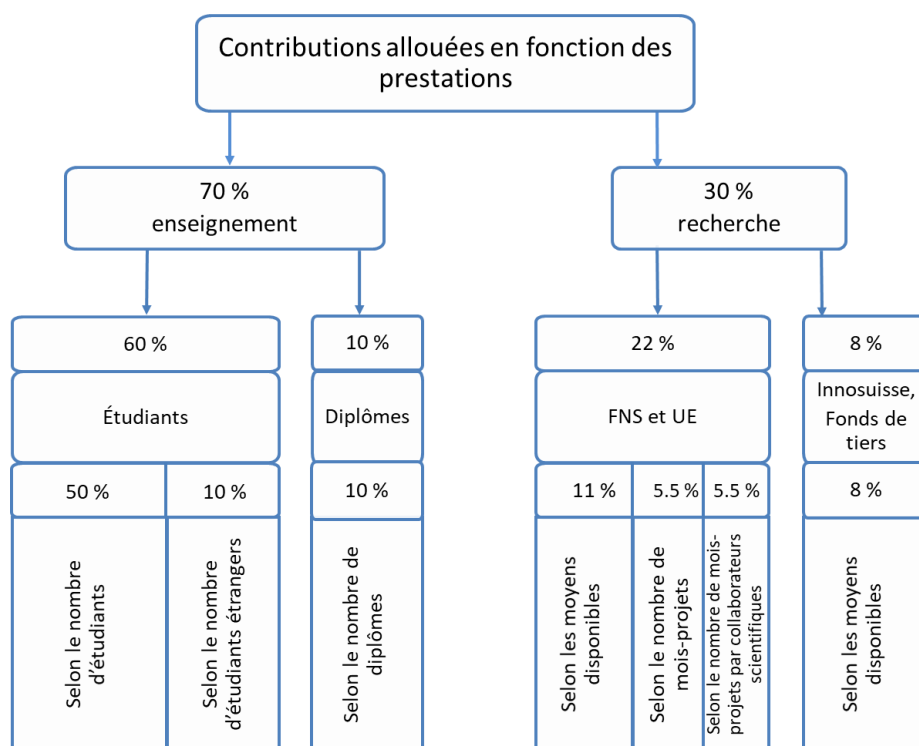 Contributions allouées en fonction des
prestations
70 %
enseignement
30 %
recherche
60 %
10 %
22 %
8 %
Étudiants
Diplômes
FNS et UE
Innosuisse,
Fonds de
tiers
50 %
10 %
10 %
11 %
5.5 %
5.5 %
8 %
Selon le nombre
d'étudiants
Selon le nombre
d'étudiants étrangers
Selon le nombre de
diplômes
Selon les moyens
disponibles
Selon le nombre de
mois-projets
Selon le nombre de mois-
projets par collaborateurs
scientifiques
Selon les moyens
disponibles